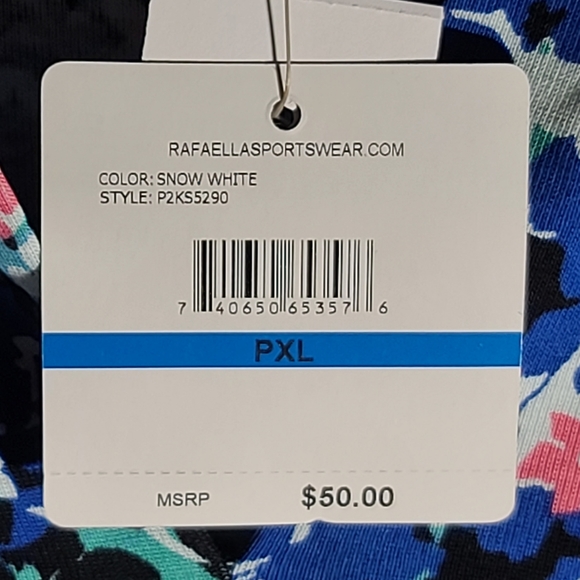 RAFAELLASPORTSWEAR.COM
COLOR: SNOW WHITE
STYLE: P2KS5290
7 40650 65357 6
PXL
MSRP $50.00